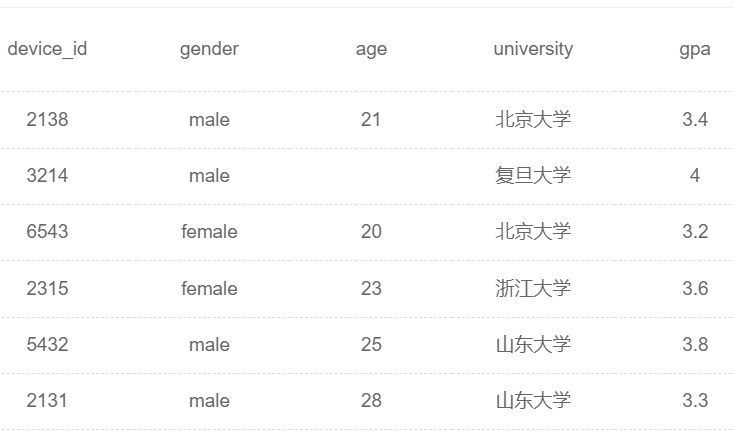 device_id gender age university gpa
2138 male 21 北京大学 3.4
3214 male 复旦大学 4
6543 female 20 北京大学 3.2
2315 female 23 浙江大学 3.6
5432 male 25 山东大学 3.8
2131 male 28 山东大学 3.3